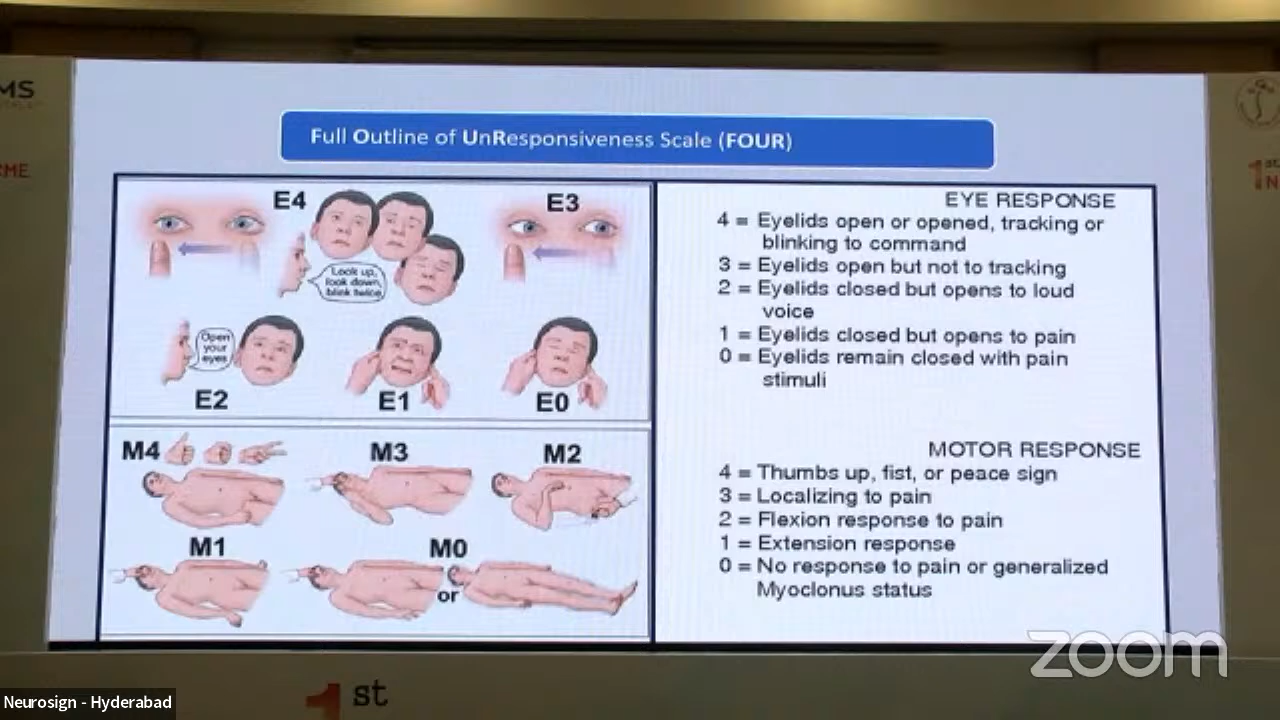 MS
Full Outline of UnResponsiveness Scale (FOUR)
ME
1st
N
E4
E3
Look up,
look down,
blink twice
Open
your
eyes
E2
E1
E0
EYE RESPONSE
4 = Eyelids open or opened, tracking or
blinking to command
3 = Eyelids open but not to tracking
2 = Eyelids closed but opens to loud
voice
1 = Eyelids closed but opens to pain
0 = Eyelids remain closed with pain
stimuli
M4
M3
M2
M1
M0
or
MOTOR RESPONSE
4 = Thumbs up, fist, or peace sign
3 = Localizing to pain
2 = Flexion response to pain
1 = Extension response
0 = No response to pain or generalized
Myoclonus status
zoom
Neurosign - Hyderabad
1st